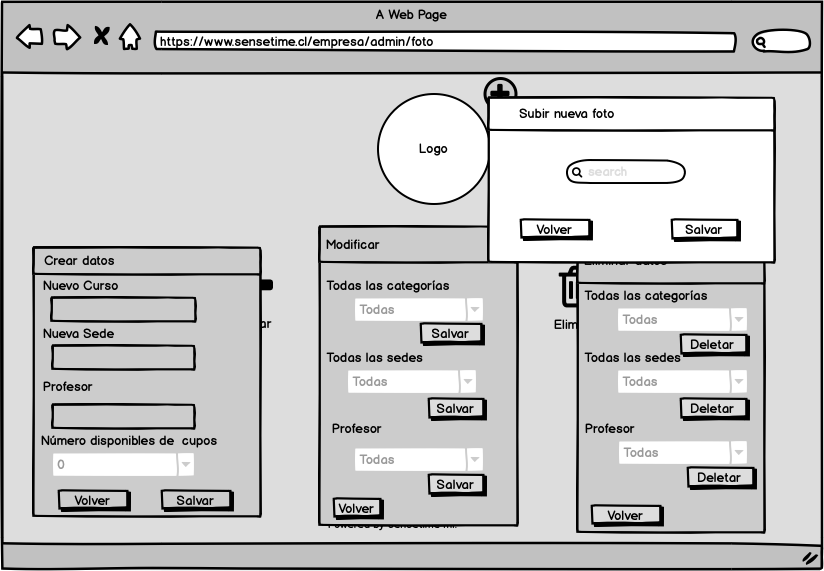 A Web Page
https://www.sensetime.cl/empresa/admin/foto
Logo
Subir nueva foto
search
Volver
Salvar
Crear datos
Nuevo Curso
Nueva Sede
Profesor
Número disponibles de cupos
0
Volver
Salvar
ar
Modificar
Todas las categorías
Todas
Salvar
Todas las sedes
Todas
Salvar
Profesor
Todas
Salvar
Volver
Powered by sensetime
Elim
Eliminar datos
Todas las categorías
Todas
Deletar
Todas las sedes
Todas
Deletar
Profesor
Todas
Deletar
Volver